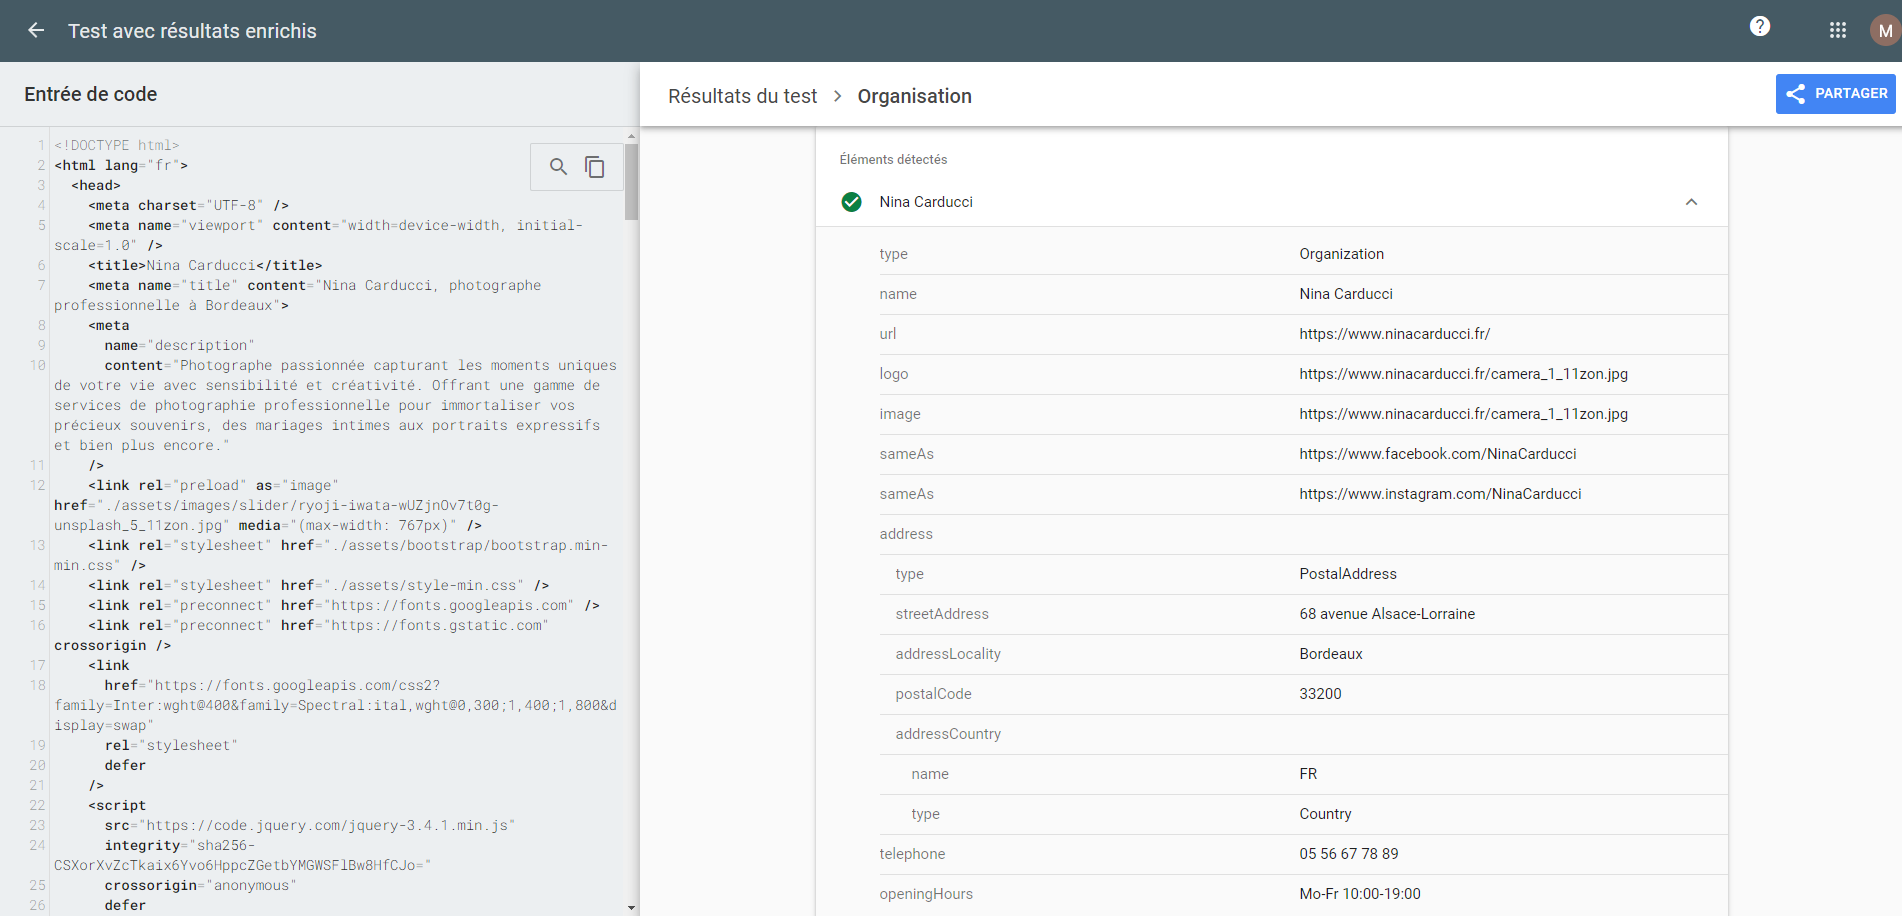 Test avec résultats enrichis
?
M
Entrée de code
Résultats du test > Organisation
PARTAGER
1 <!DOCTYPE html>
2 <html lang="fr">
3 <head>
4 <meta charset="UTF-8" />
5 <meta name="viewport" content="width=device-width, initial-
scale=1.0" />
6 <title>Nina Carducci</title>
7 <meta name="title" content="Nina Carducci, photographe
professionnelle à Bordeaux">
8 <meta
9 name="description"
10 content="Photographe passionnée capturant les moments uniques
de votre vie avec sensibilité et créativité. Offrant une gamme de
services de photographie professionnelle pour immortaliser vos
précieux souvenirs, des mariages intimes aux portraits expressifs
et bien plus encore."
11 />
12 <link rel="preload" as="image"
href="./assets/images/slider/ryoji-iwata-wUZjnOv7t0g-
unsplash_5_11zon.jpg" media="(max-width: 767px)" />
13 <link rel="stylesheet" href="./assets/bootstrap/bootstrap.min-
min.css" />
14 <link rel="stylesheet" href="./assets/style-min.css" />
15 <link rel="preconnect" href="https://fonts.googleapis.com" />
16 <link rel="preconnect" href="https://fonts.gstatic.com"
crossorigin />
17 <link
18 href="https://fonts.googleapis.com/css2?
family=Inter:wght@400&family=Spectral:ital,wght@0,300;1,400;1,800&d
isplay=swap"
19 rel="stylesheet"
20 defer
21 />
22 <script
23 src="https://code.jquery.com/jquery-3.4.1.min.js"
24 integrity="sha256-
CSXorXvZcTkaix6Yvo6HppcZGetbYMGWSFlBw8HfCJo="
25 crossorigin="anonymous"
26 defer
Éléments détectés
Nina Carducci
type Organization
name Nina Carducci
url https://www.ninacarducci.fr/
logo https://www.ninacarducci.fr/camera_1_11zon.jpg
image https://www.ninacarducci.fr/camera_1_11zon.jpg
sameAs https://www.facebook.com/NinaCarducci
sameAs https://www.instagram.com/NinaCarducci
address
type PostalAddress
streetAddress 68 avenue Alsace-Lorraine
addressLocality Bordeaux
postalCode 33200
addressCountry
name FR
type Country
telephone 05 56 67 78 89
openingHours Mo-Fr 10:00-19:00